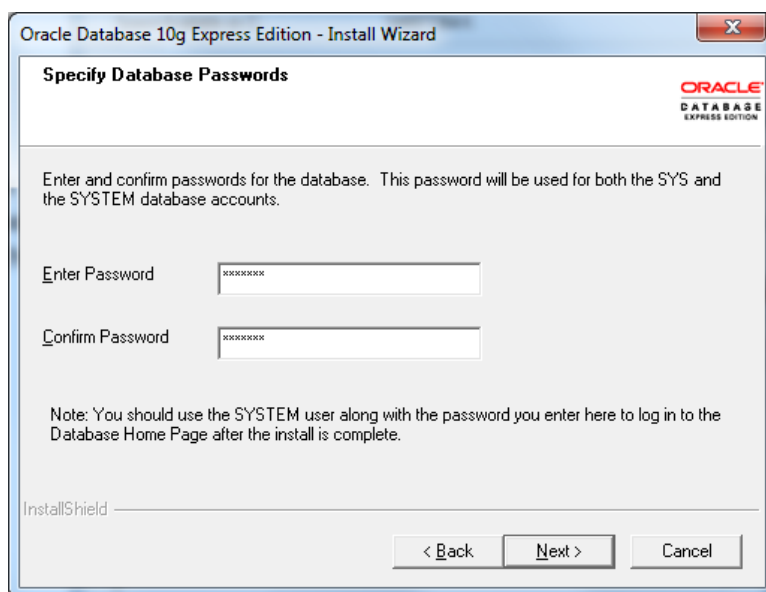 Oracle Database 10g Express Edition - Install Wizard
Specify Database Passwords
ORACLE
DATABASE
EXPRESS EDITION
Enter and confirm passwords for the database. This password will be used for both the SYS and
the SYSTEM database accounts.
Enter Password
xxxxxxx
Confirm Password
xxxxxxx
Note: You should use the SYSTEM user along with the password you enter here to log in to the
Database Home Page after the install is complete.
InstallShield
< Back
Next >
Cancel